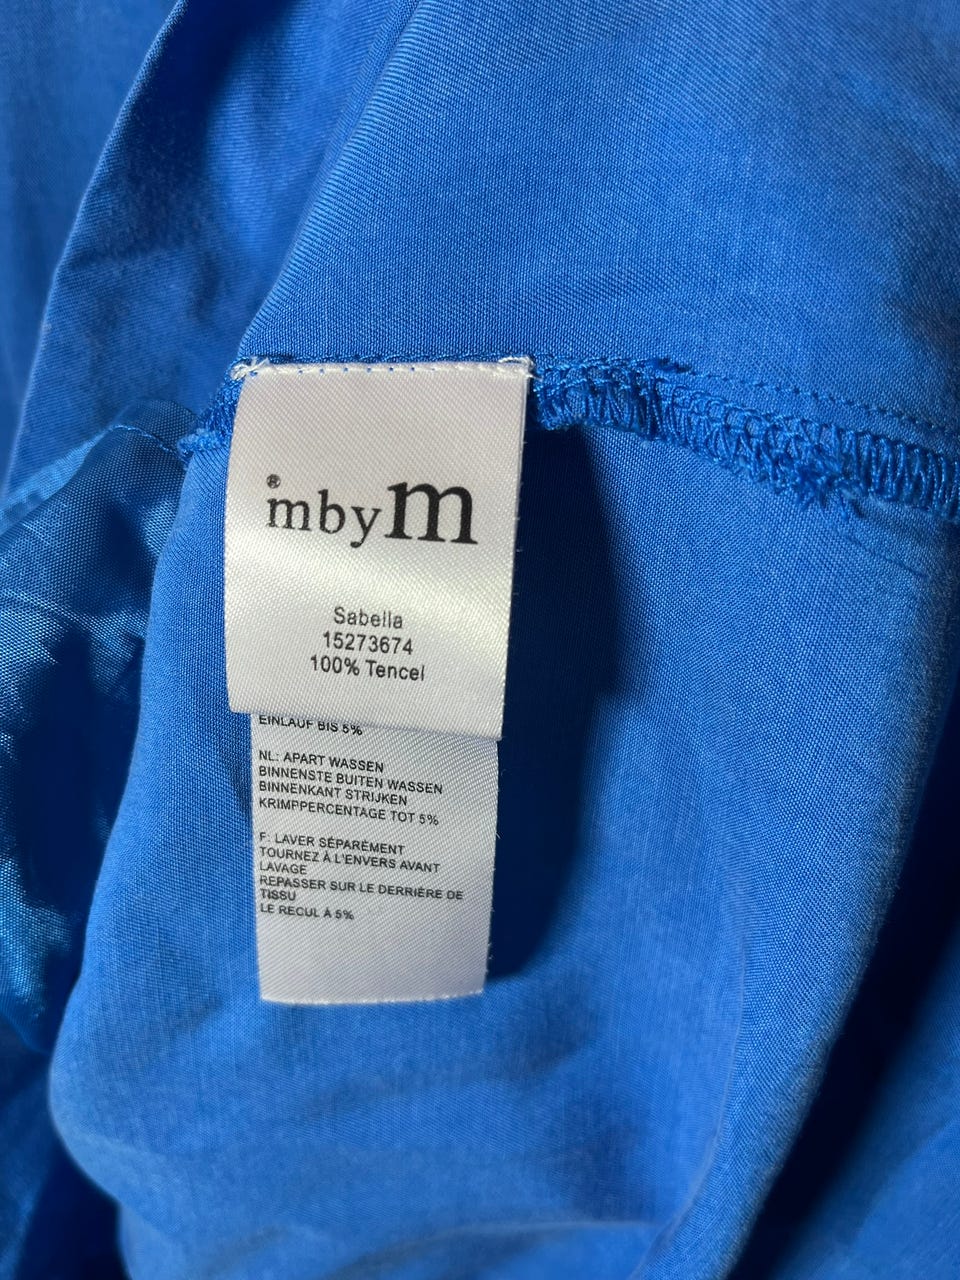 ® mbym
Sabella
15273674
100% Tencel
EINLAUF BIS 5%
NL: APART WASSEN
BINNENSTE BUITEN WASSEN
BINNENKANT STRIJKEN
KRIMPPERCENTAGE TOT 5%
F: LAVER SÉPARÉMENT
TOURNEZ À L'ENVERS AVANT
LAVAGE
REPASSER SUR LE DERRIÈRE DE
TISSU
LE RECUL À 5%